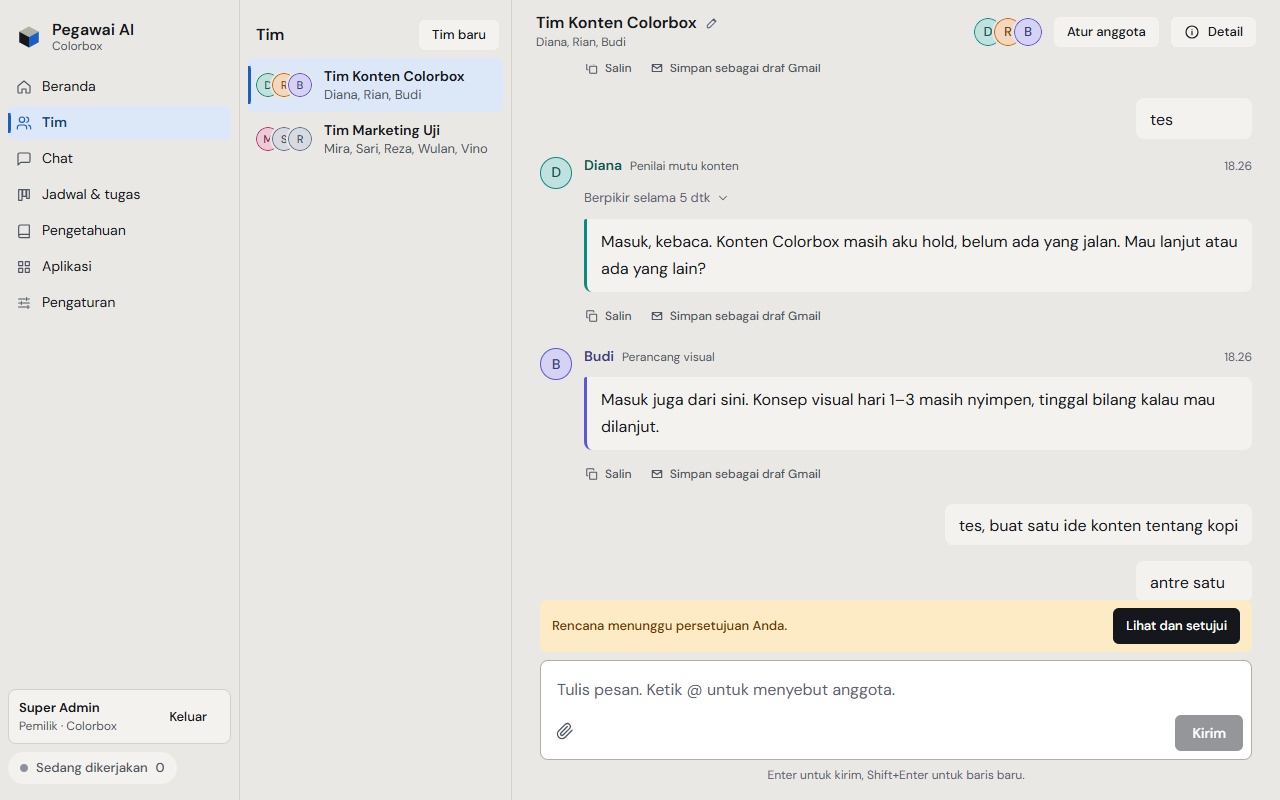 Pegawai AI
Colorbox
Beranda
Tim
Chat
Jadwal & tugas
Pengetahuan
Aplikasi
Pengaturan
Super Admin
Pemilik · Colorbox
Keluar
Sedang dikerjakan 0
Tim
Tim baru
D R B
Tim Konten Colorbox
Diana, Rian, Budi
M S R
Tim Marketing Uji
Mira, Sari, Reza, Wulan, Vino
Tim Konten Colorbox
Diana, Rian, Budi
D R B
Atur anggota
Detail
Salin
Simpan sebagai draf Gmail
tes
D
Diana Penilai mutu konten
18.26
Berpikir selama 5 dtk
Masuk, kebaca. Konten Colorbox masih aku hold, belum ada yang jalan. Mau lanjut atau
ada yang lain?
Salin
Simpan sebagai draf Gmail
B
Budi Perancang visual
18.26
Masuk juga dari sini. Konsep visual hari 1–3 masih nyimpen, tinggal bilang kalau mau
dilanjut.
Salin
Simpan sebagai draf Gmail
tes, buat satu ide konten tentang kopi
antre satu
Rencana menunggu persetujuan Anda.
Lihat dan setujui
Tulis pesan. Ketik @ untuk menyebut anggota.
Kirim
Enter untuk kirim, Shift+Enter untuk baris baru.